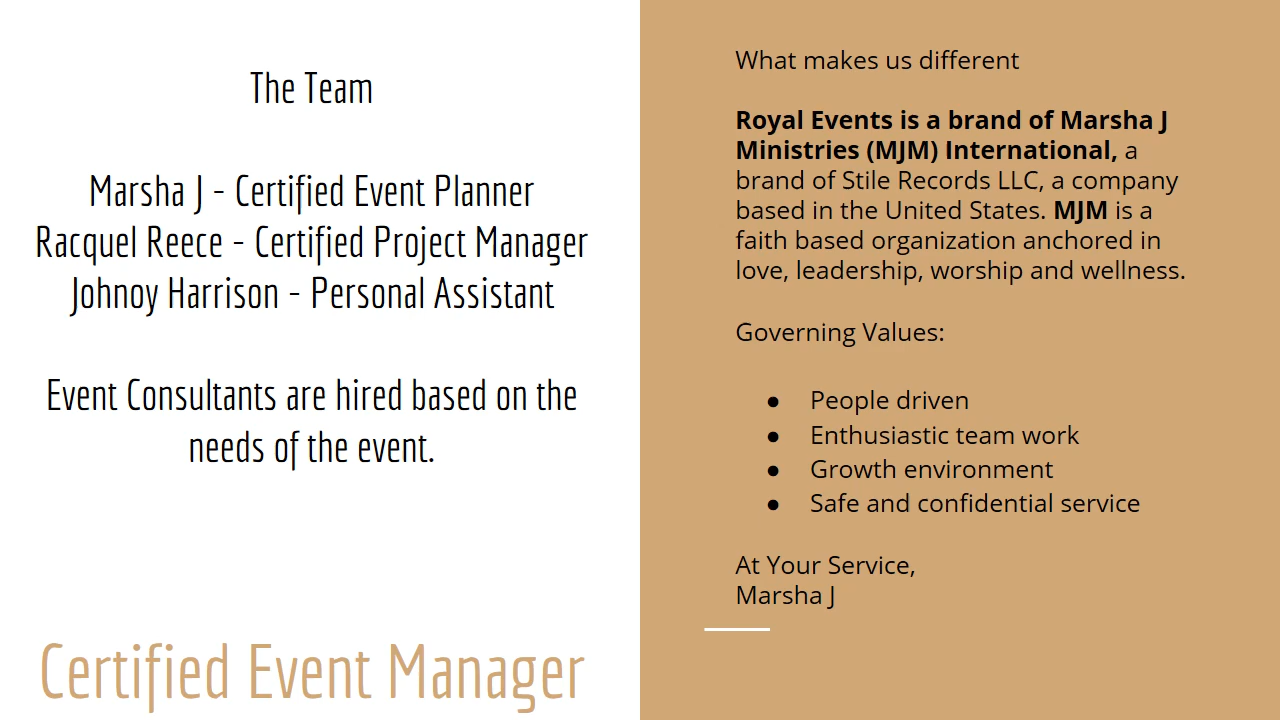 The Team
Marsha J - Certified Event Planner
Racquel Reece - Certified Project Manager
Johnoy Harrison - Personal Assistant
Event Consultants are hired based on the
needs of the event.
Certified Event Manager
What makes us different
Royal Events is a brand of Marsha J
Ministries (MJM) International, a
brand of Stile Records LLC, a company
based in the United States. MJM is a
faith based organization anchored in
love, leadership, worship and wellness.
Governing Values:
● People driven
● Enthusiastic team work
● Growth environment
● Safe and confidential service
At Your Service,
Marsha J